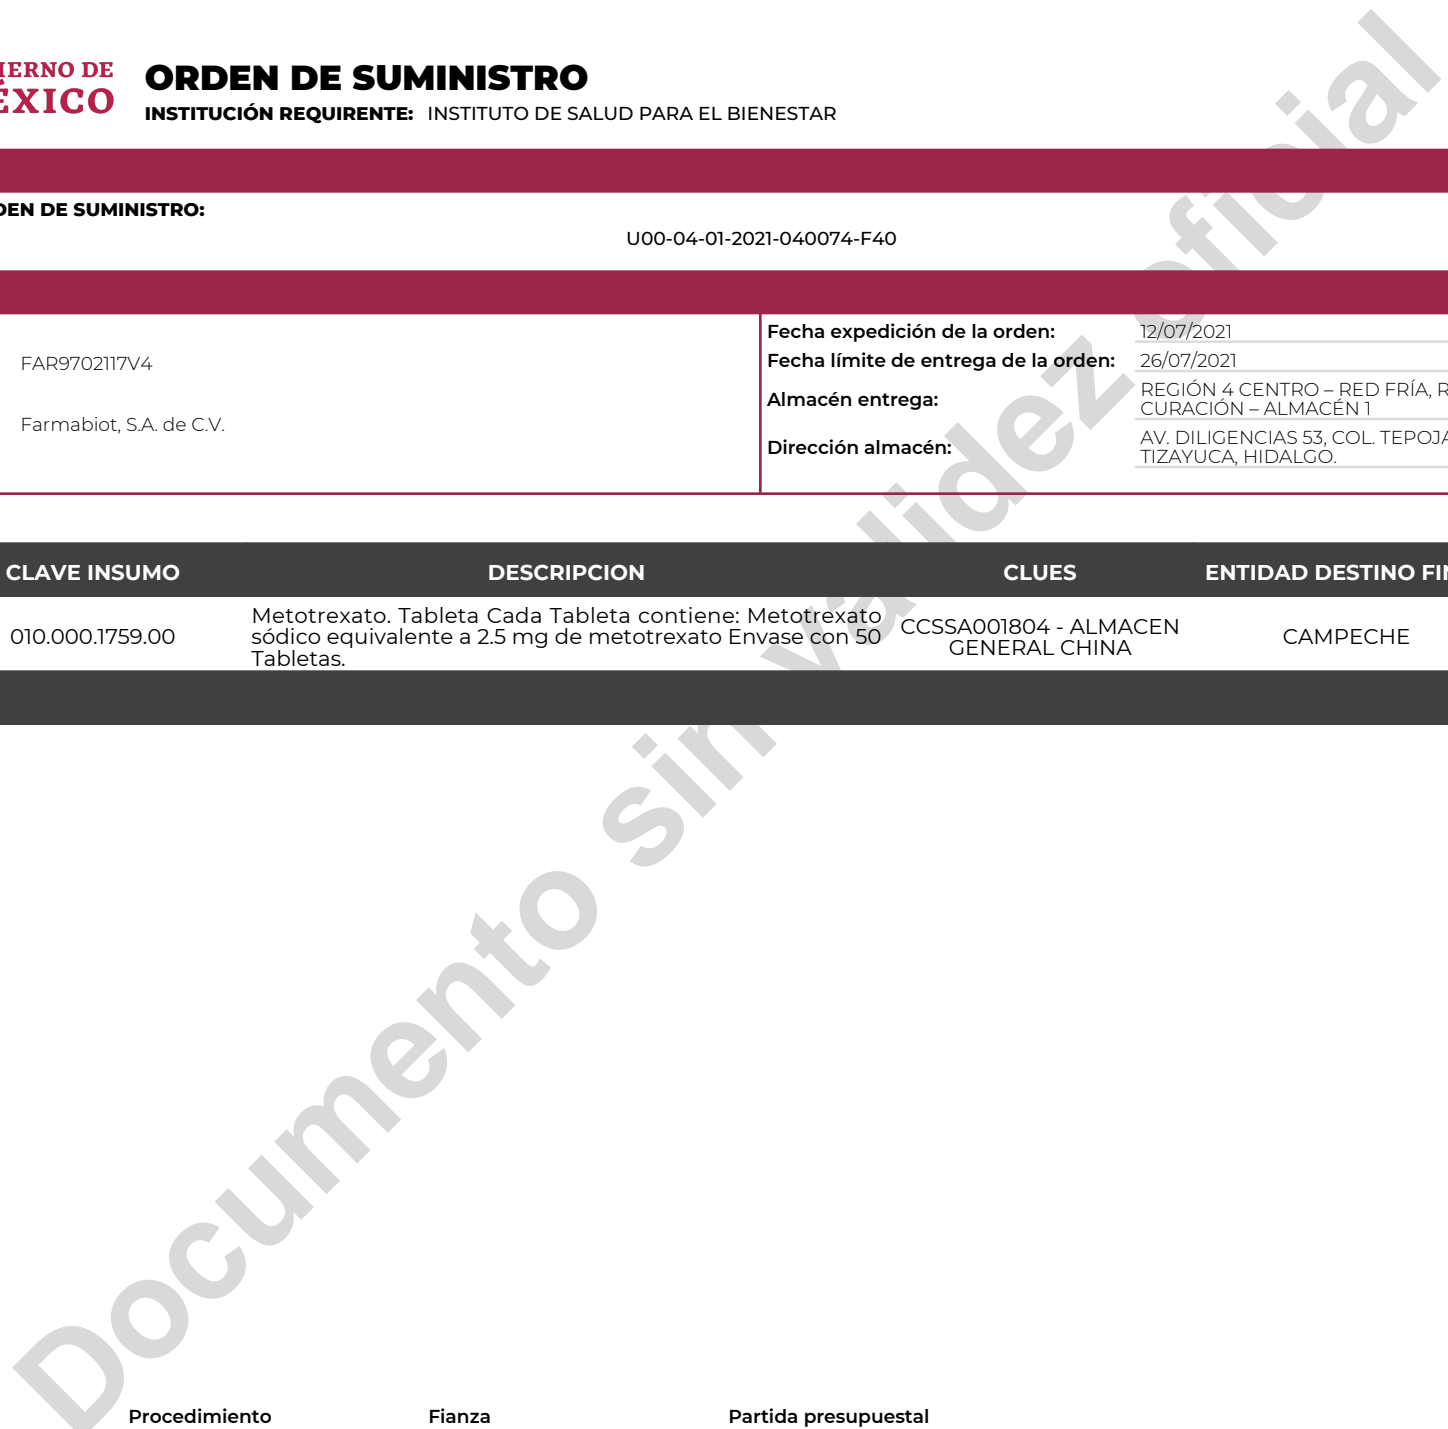 IERNO DE
ÉXICO
ORDEN DE SUMINISTRO
INSTITUCIÓN REQUIRENTE: INSTITUTO DE SALUD PARA EL BIENESTAR
DEN DE SUMINISTRO:
U00-04-01-2021-040074-F40
FAR9702117V4
Farmabiot, S.A. de C.V.
Fecha expedición de la orden: 12/07/2021
Fecha límite de entrega de la orden: 26/07/2021
Almacén entrega: REGIÓN 4 CENTRO – RED FRÍA, R
CURACIÓN – ALMACÉN 1
Dirección almacén: AV. DILIGENCIAS 53, COL. TEPOJA
TIZAYUCA, HIDALGO.
CLAVE INSUMO DESCRIPCION CLUES ENTIDAD DESTINO FIN
010.000.1759.00
Metotrexato. Tableta Cada Tableta contiene: Metotrexato
sódico equivalente a 2.5 mg de metotrexato Envase con 50
Tabletas.
CCSSA001804 - ALMACEN
GENERAL CHINA
CAMPECHE
Documento sin validez oficial
Procedimiento Fianza Partida presupuestal